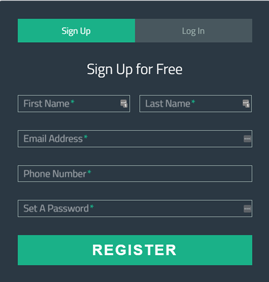 Sign Up Log In
Sign Up for Free
First Name* Last Name*
Email Address*
Phone Number*
Set A Password*
REGISTER